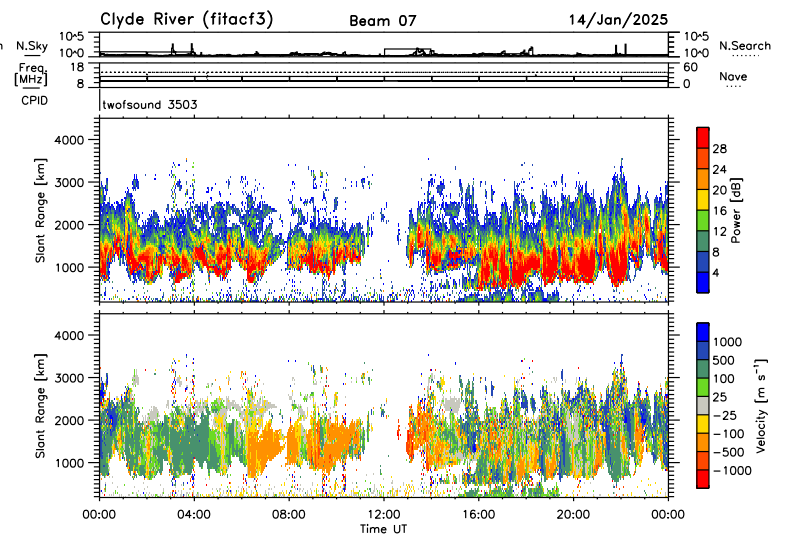 Clyde River (fitacf3) Beam 07 14/Jan/2025
N.Sky 10^5 10^0 10^5 10^0 N.Search
Freq. [MHz] 18 8 60 0 Nave
CPID twofsound 3503
Slant Range [km] 4000 3000 2000 1000
Power [dB] 28 24 20 16 12 8 4
Slant Range [km] 4000 3000 2000 1000
Velocity [m s⁻¹] 1000 500 100 25 −25 −100 −500 −1000
00:00 04:00 08:00 12:00 16:00 20:00 00:00
Time UT